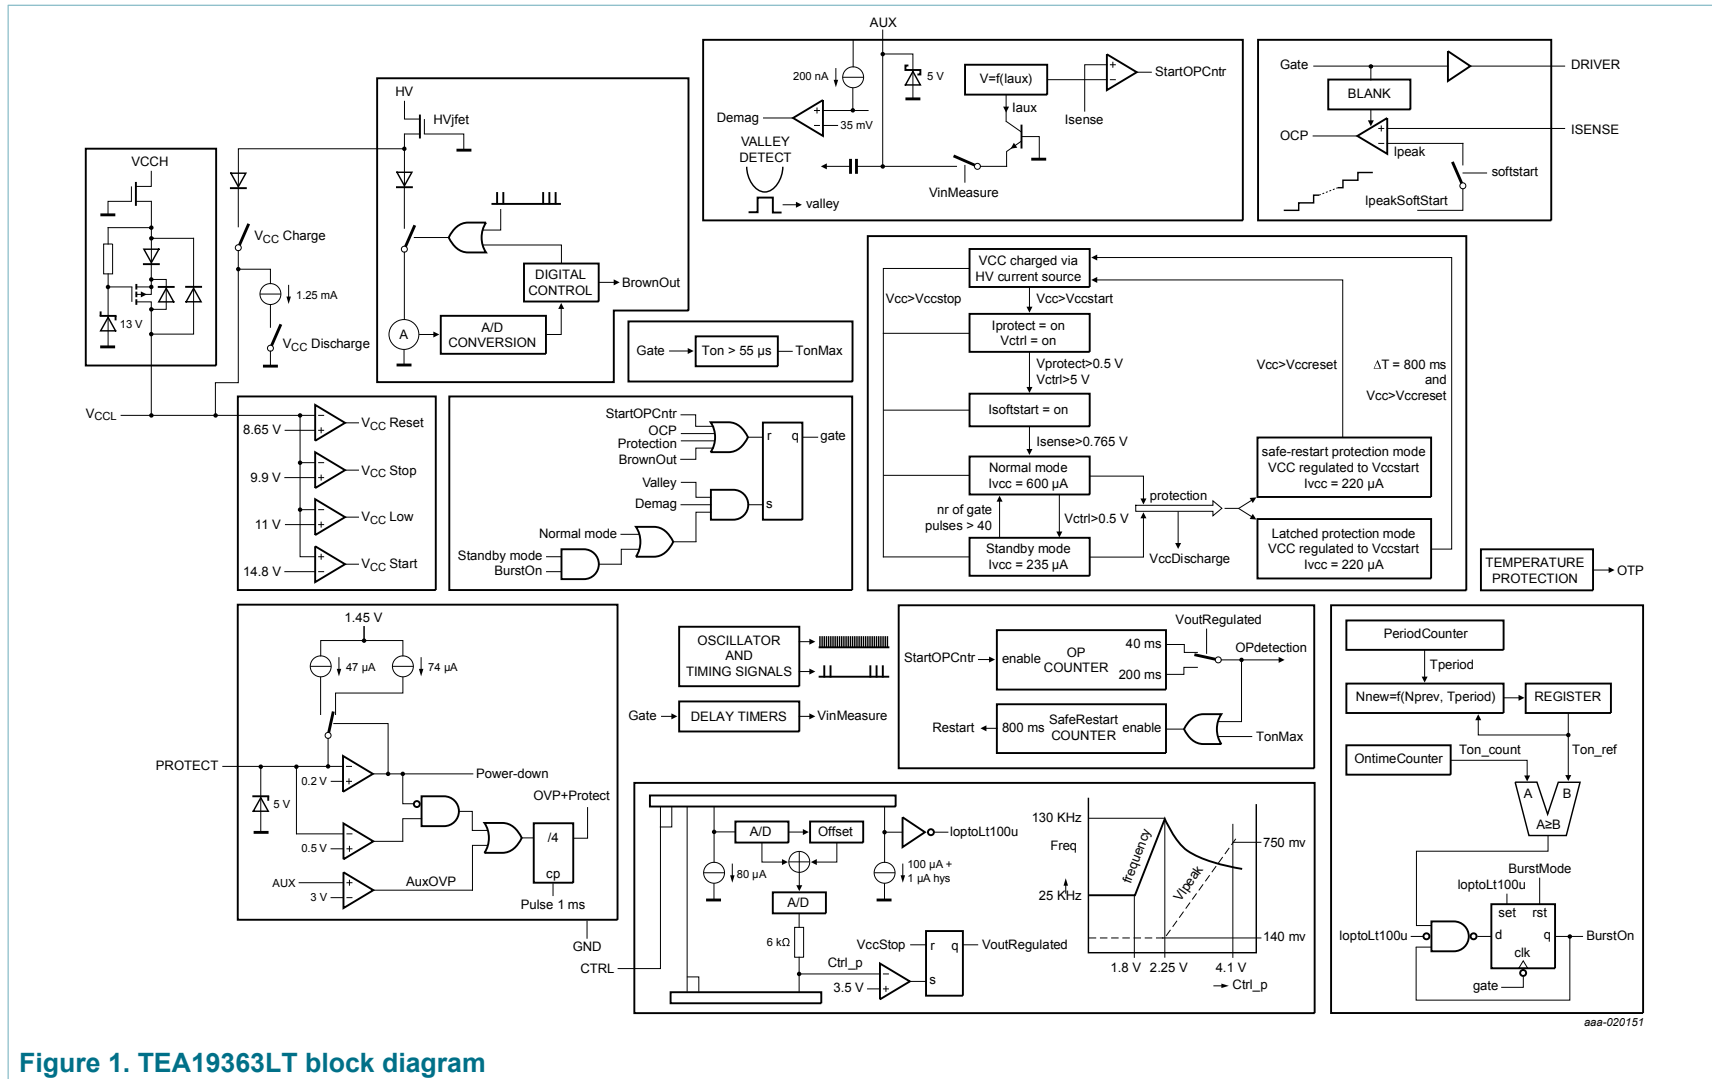 AUX
200 nA
5 V
V=f(Iaux)
StartOPCntr
Demag
35 mV
Iaux
Isense
VALLEY
DETECT
VinMeasure
valley
Gate
DRIVER
BLANK
OCP
ISENSE
Ipeak
softstart
IpeakSoftStart
HV
HVjfet
DIGITAL
CONTROL
BrownOut
A
A/D
CONVERSION
VCCH
13 V
VCC Charge
1.25 mA
VCC Discharge
VCCL
Gate
Ton > 55 µs
TonMax
VCC charged via
HV current source
Vcc>Vccstop
Vcc>Vccstart
Iprotect = on
Vctrl = on
Vprotect>0.5 V
Vctrl>5 V
Isoftstart = on
Isense>0.765 V
Normal mode
Ivcc = 600 µA
nr of gate
pulses > 40
Vctrl>0.5 V
Standby mode
Ivcc = 235 µA
protection
VccDischarge
Vcc>Vccreset
ΔT = 800 ms
and
Vcc>Vccreset
safe-restart protection mode
VCC regulated to Vccstart
Ivcc = 220 µA
Latched protection mode
VCC regulated to Vccstart
Ivcc = 220 µA
TEMPERATURE
PROTECTION
OTP
8.65 V
VCC Reset
9.9 V
VCC Stop
11 V
VCC Low
14.8 V
VCC Start
StartOPCntr
OCP
Protection
BrownOut
r
q
gate
Valley
Demag
s
Normal mode
Standby mode
BurstOn
1.45 V
47 µA
74 µA
PROTECT
0.2 V
Power-down
5 V
OVP+Protect
0.5 V
/4
cp
AUX
3 V
AuxOVP
Pulse 1 ms
GND
OSCILLATOR
AND
TIMING SIGNALS
Gate
DELAY TIMERS
VinMeasure
VoutRegulated
StartOPCntr
enable
OP
COUNTER
40 ms
200 ms
OPdetection
Restart
800 ms
SafeRestart
COUNTER
enable
TonMax
CTRL
A/D
Offset
IoptoLt100u
80 µA
100 µA +
1 µA hys
A/D
6 kΩ
Ctrl_p
3.5 V
VccStop
r
q
s
VoutRegulated
130 KHz
Freq
25 KHz
frequency
VIpeak
750 mv
140 mv
1.8 V
2.25 V
4.1 V
Ctrl_p
PeriodCounter
Tperiod
Nnew=f(Nprev, Tperiod)
REGISTER
Ton_count
Ton_ref
OntimeCounter
A
B
A≥B
BurstMode
IoptoLt100u
set
rst
IoptoLt100u
d
q
BurstOn
clk
gate
aaa-020151
Figure 1. TEA19363LT block diagram